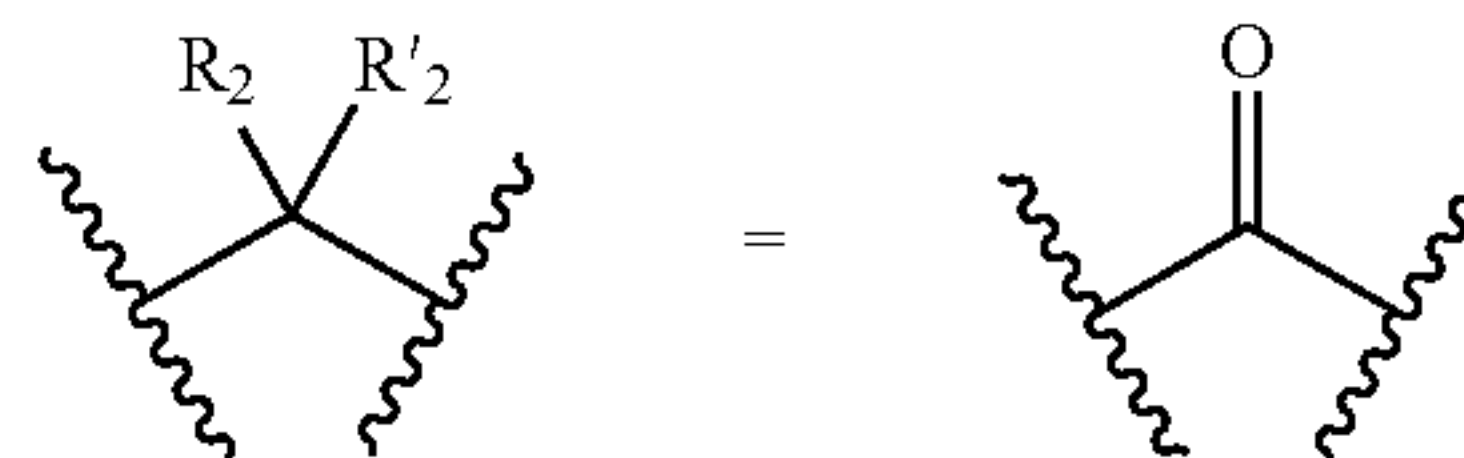 R₂ R'₂ O
=